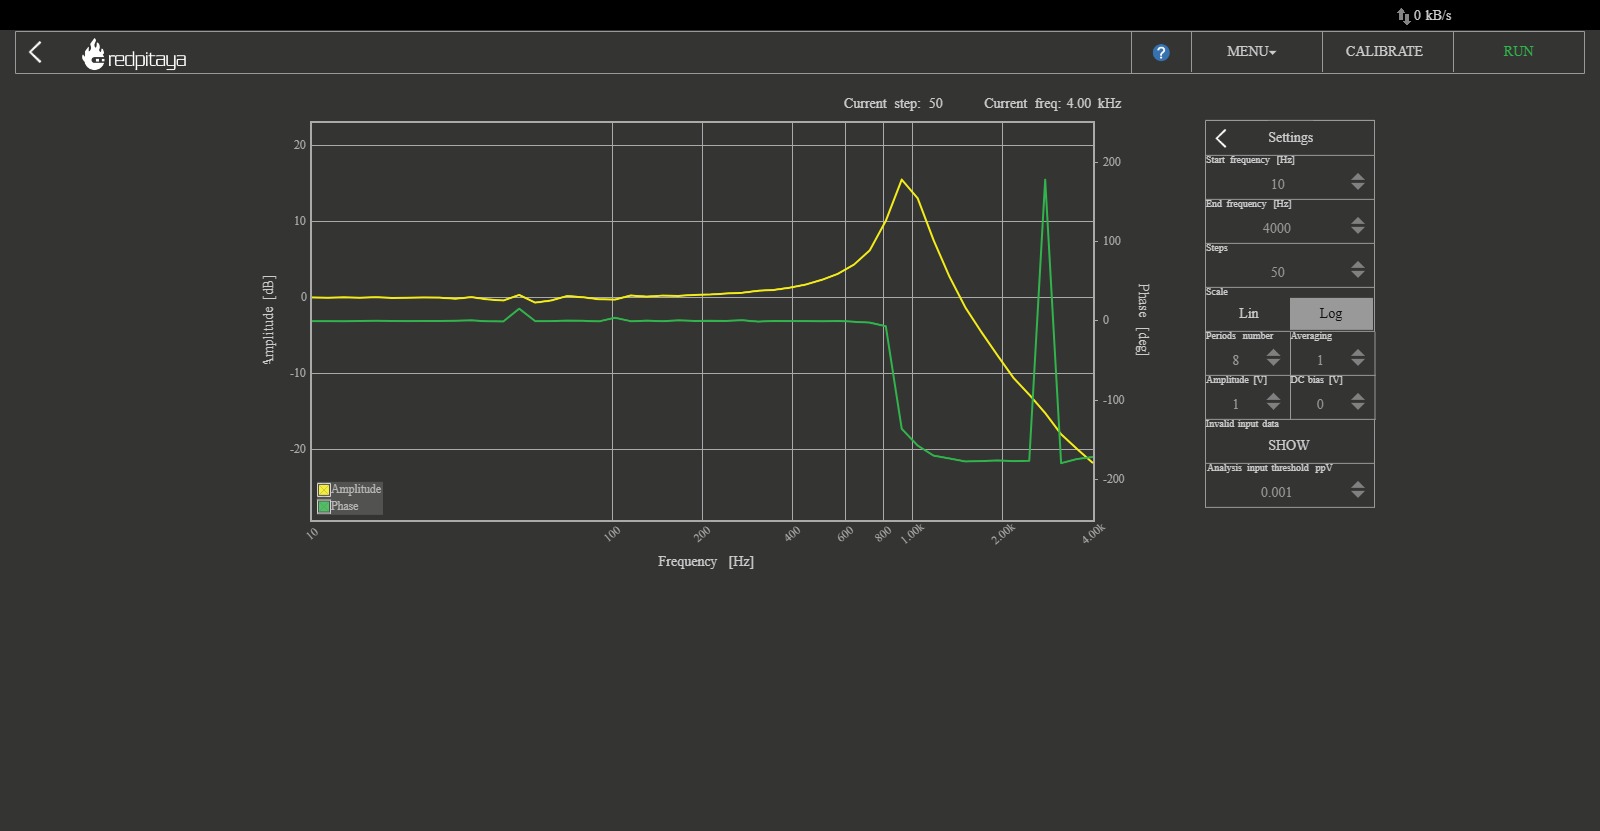 0 kB/s
redpitaya
?
MENU
CALIBRATE
RUN
Current step: 50 Current freq: 4.00 kHz
20
10
0
-10
-20
Amplitude [dB]
200
100
0
-100
-200
Phase [deg]
Amplitude
Phase
10 100 200 400 600 800 1.00k 2.00k 4.00k
Frequency [Hz]
Settings
Start frequency [Hz]
10
End frequency [Hz]
4000
Steps
50
Scale
Lin Log
Periods number Averaging
8 1
Amplitude [V] DC bias [V]
1 0
Invalid input data
SHOW
Analysis input threshold ppV
0.001